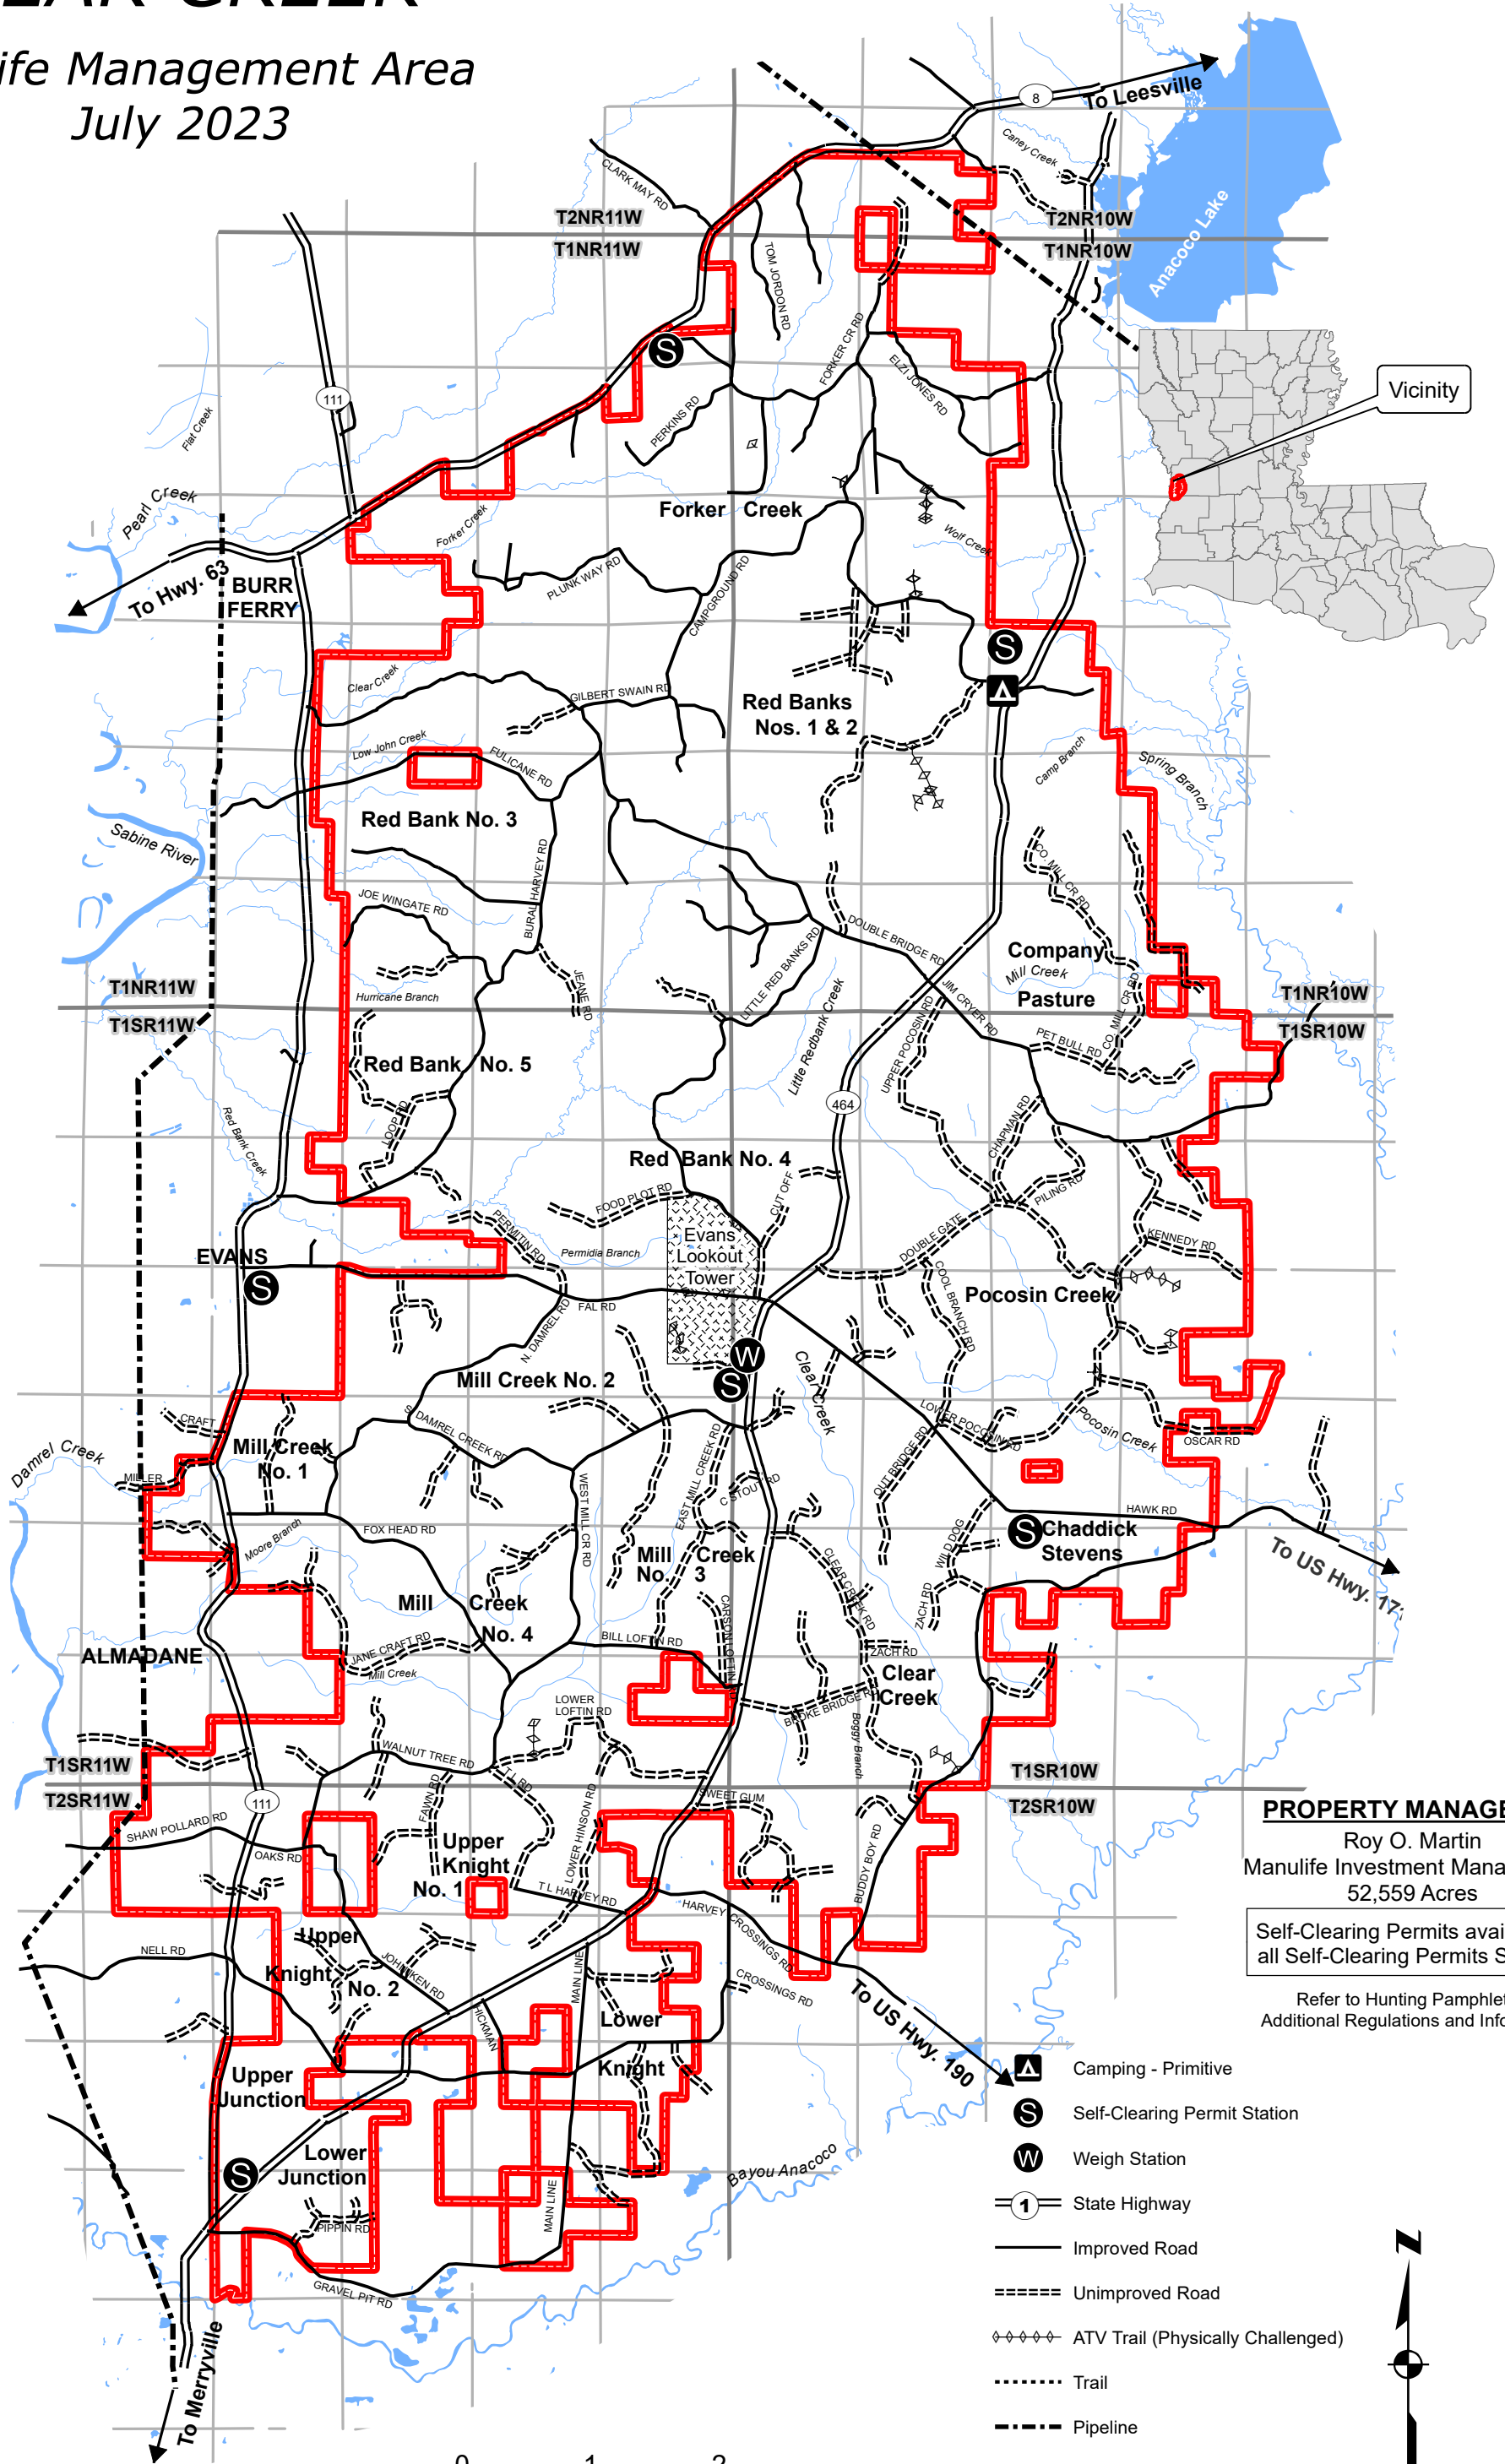 EAR CREEK
ife Management Area
July 2023
8
To Leesville
Caney Creek
CLARK MAY RD
T2NR11W
T1NR11W
T2NR10W
T1NR10W
Anacoco Lake
TOM JORDON RD
FORKER CR RD
ELZI JONES RD
S
111
Flat Creek
PERKINS RD
Vicinity
Pearl Creek
Forker Creek
Forker Creek
Wolf Creek
To Hwy. 63
BURR
FERRY
PLUNK WAY RD
CAMPGROUND RD
S
Clear Creek
GILBERT SWAIN RD
Red Banks
Nos. 1 & 2
Low John Creek
FULICANE RD
Camp Branch
Spring Branch
Red Bank No. 3
Sabine River
BURAL HARVEY RD
CO. MILL CR RD
JOE WINGATE RD
DOUBLE BRIDGE RD
Company
Mill Creek
Pasture
LITTLE RED BANKS RD
JEANE RD
Hurricane Branch
JIM CRYER RD
CO. MILL CR RD
T1NR11W
T1SR11W
T1NR10W
T1SR10W
Little Redbank Creek
UPPER POCOSIN RD
PET BULL RD
Red Bank No. 5
464
LOOP RD
Red Bank Creek
CHAPMAN RD
Red Bank No. 4
FOOD PLOT RD
CUT OFF
PILING RD
PERMITIN RD
Permidia Branch
Evans
Lookout
Tower
DOUBLE GATE
KENNEDY RD
EVANS
S
COOL BRANCH RD
Pocosin Creek
FAL RD
N. DAMREL RD
W
S
Clear Creek
Mill Creek No. 2
CRAFT
S. DAMREL CREEK RD
LOWER POCOSIN RD
Pocosin Creek
OSCAR RD
Damrel Creek
Mill Creek
No. 1
MILLER
OUT BRIDGE RD
EAST MILL CREEK RD
C STOUT RD
WEST MILL CR RD
HAWK RD
FOX HEAD RD
Moore Branch
S
Chaddick
Stevens
WILD DOG
Mill Creek
No. 3
To US Hwy. 17
CLEAR CREEK RD
Mill Creek
No. 4
CARSON LOFTIN RD
ZACH RD
BILL LOFTIN RD
JANE CRAFT RD
Mill Creek
ALMADANE
ZACH RD
Clear
Creek
LOWER
LOFTIN RD
BROKE BRIDGE RD
Boggy Branch
WALNUT TREE RD
T1SR11W
T2SR11W
T1SR10W
T2SR10W
T L RD
FAWN RD
111
SWEET GUM
LOWER HINSON RD
SHAW POLLARD RD
OAKS RD
Upper
Knight
No. 1
T L HARVEY RD
BUDDY BOY RD
HARVEY CROSSINGS RD
PROPERTY MANAGE
Roy O. Martin
Manulife Investment Mana
52,559 Acres
Self-Clearing Permits avai
all Self-Clearing Permits S
Refer to Hunting Pamphlet
Additional Regulations and Info
NELL RD
Upper
Knight
No. 2
JOHN IKEN RD
MAIN LINE
CROSSINGS RD
HICKMAN
Lower
Knight
To US Hwy. 190
Upper
Junction
Lower
Junction
S
Bayou Anacoco
PIPPIN RD
MAIN LINE
GRAVEL PIT RD
To Merryville
Camping - Primitive
S
Self-Clearing Permit Station
W
Weigh Station
1
State Highway
Improved Road
Unimproved Road
ATV Trail (Physically Challenged)
Trail
Pipeline
N
0 1 2